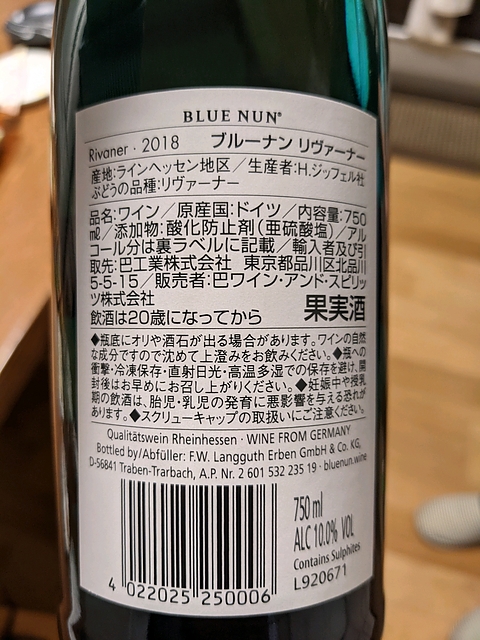 BLUE NUN®
Rivaner · 2018 ブルーナン リヴァーナー
産地:ラインヘッセン地区／生産者:H.ジッフェル社
ぶどうの品種:リヴァーナー
品名:ワイン／原産国:ドイツ／内容量:750
㎖／添加物:酸化防止剤(亜硫酸塩)／アル
コール分は裏ラベルに記載／輸入者及び引
取先:巴工業株式会社 東京都品川区北品川
5-5-15／販売者:巴ワイン・アンド・スピリッ
ツ株式会社
飲酒は20歳になってから 果実酒
◆瓶底にオリや酒石が出る場合があります。ワインの自然
な成分ですので沈めて上澄みをお飲みください。◆瓶への
衝撃・冷凍保存・直射日光・高温多湿での保存を避け、開
封後はお早めにお召し上がりください。◆妊娠中や授乳
期の飲酒は、胎児・乳児の発育に悪影響を与える恐れが
あります。◆スクリューキャップの取扱いにご注意ください。
Qualitätswein Rheinhessen · WINE FROM GERMANY
Bottled by/Abfüller: F.W. Langguth Erben GmbH & Co. KG,
D-56841 Traben-Trarbach, A.P. Nr. 2 601 532 235 19 · bluenun.wine
750 ml
ALC 10.0% VOL
Contains Sulphites
L920671
4 022025 250006